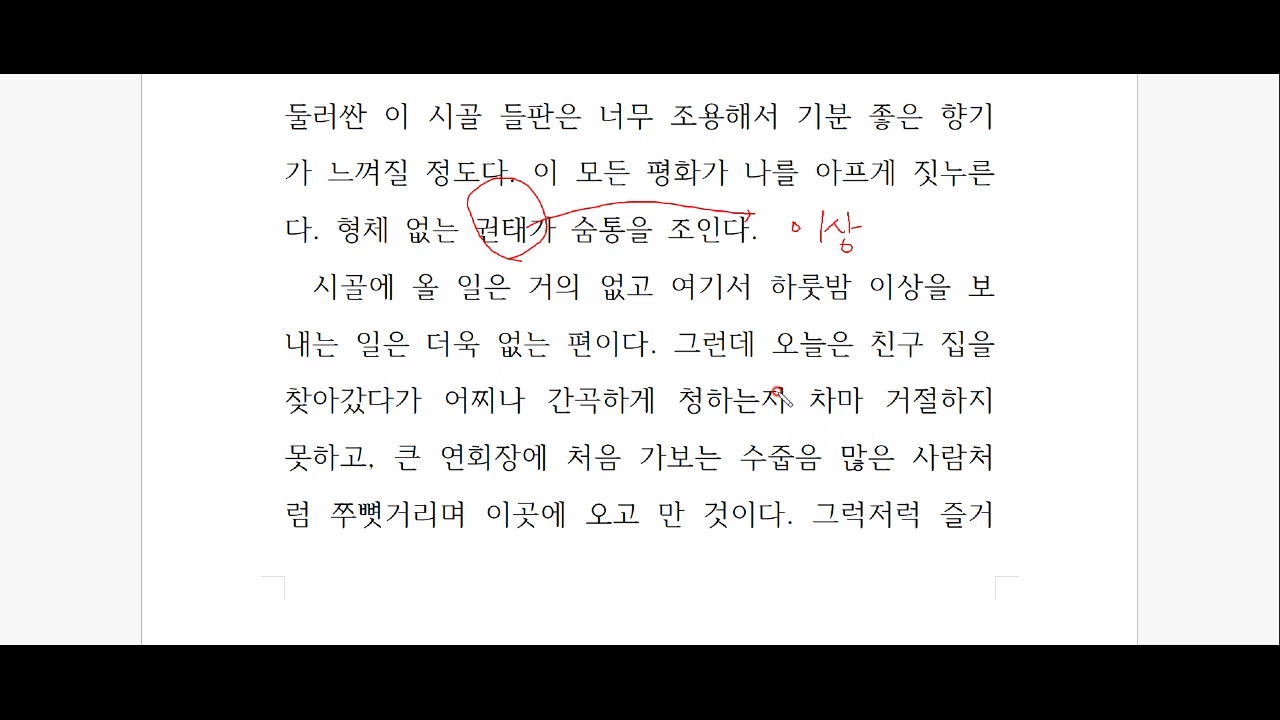 둘러싼 이 시골 들판은 너무 조용해서 기분 좋은 향기
가 느껴질 정도다. 이 모든 평화가 나를 아프게 짓누른
다. 형체 없는 권태가 숨통을 조인다. 이상
시골에 올 일은 거의 없고 여기서 하룻밤 이상을 보
내는 일은 더욱 없는 편이다. 그런데 오늘은 친구 집을
찾아갔다가 어찌나 간곡하게 청하는지 차마 거절하지
못하고, 큰 연회장에 처음 가보는 수줍음 많은 사람처
럼 쭈뼛거리며 이곳에 오고 만 것이다. 그럭저럭 즐거